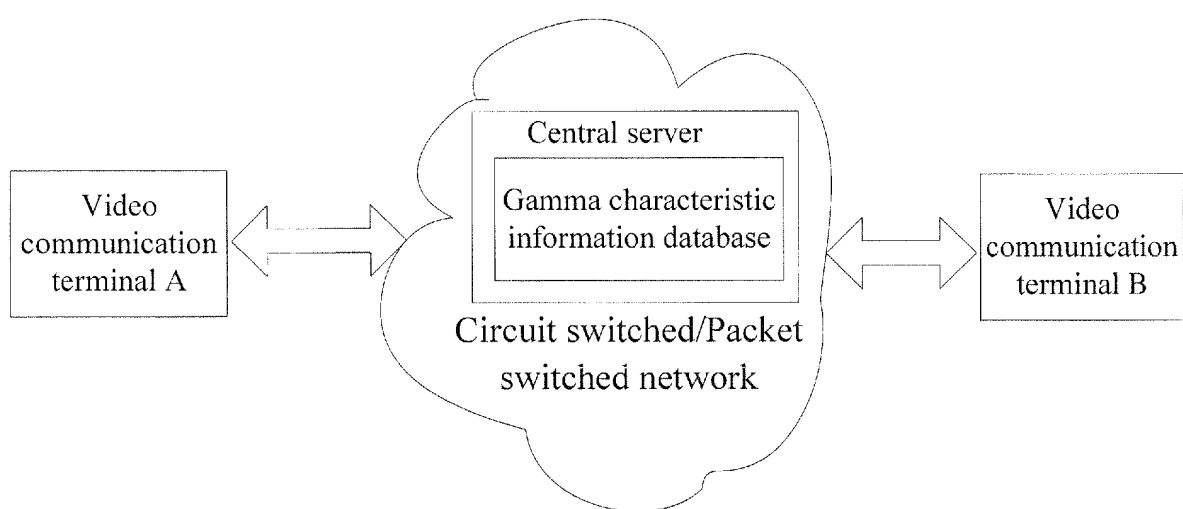 Central server
Gamma characteristic
information database
Video
communication
terminal A
Video
communication
terminal B
Circuit switched/Packet
switched network